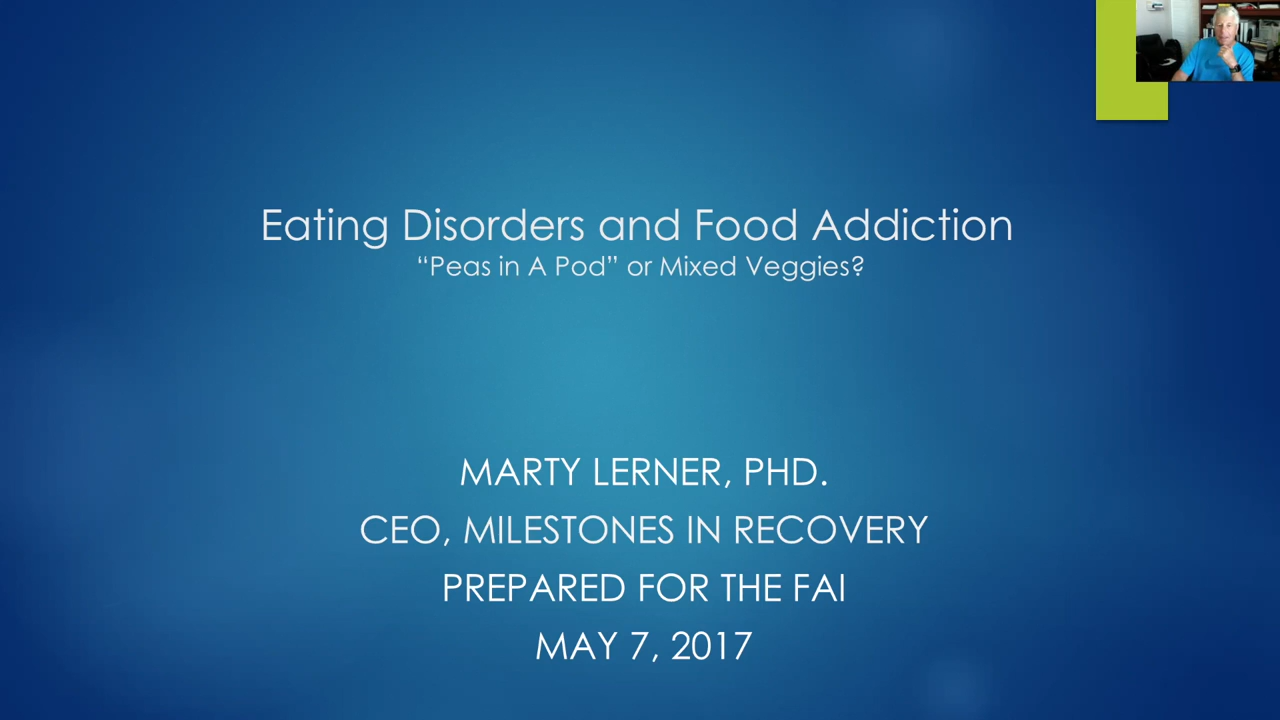 Eating Disorders and Food Addiction
“Peas in A Pod” or Mixed Veggies?
MARTY LERNER, PHD.
CEO, MILESTONES IN RECOVERY
PREPARED FOR THE FAI
MAY 7, 2017